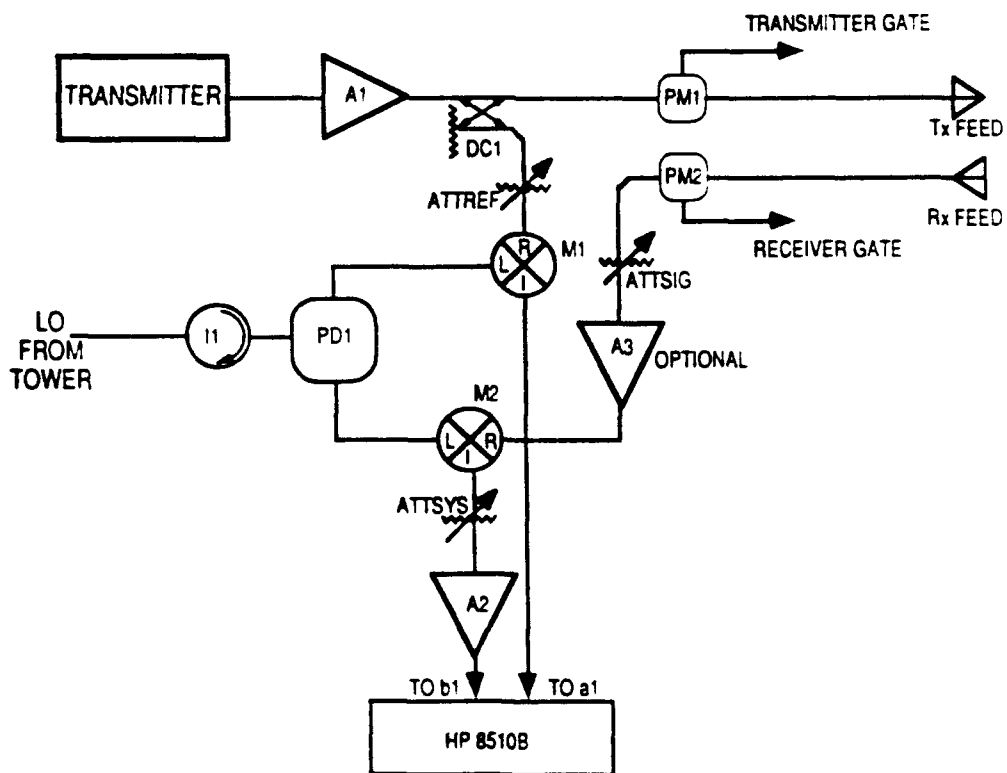 TRANSMITTER GATE
TRANSMITTER
A1
PM1
Tx FEED
DC1
ATTREF
PM2
Rx FEED
RECEIVER GATE
R
L
I
M1
ATTSIG
LO
FROM
TOWER
I1
PD1
A3
OPTIONAL
M2
L
R
I
ATTSYS
A2
TO b1
TO a1
HP 8510B